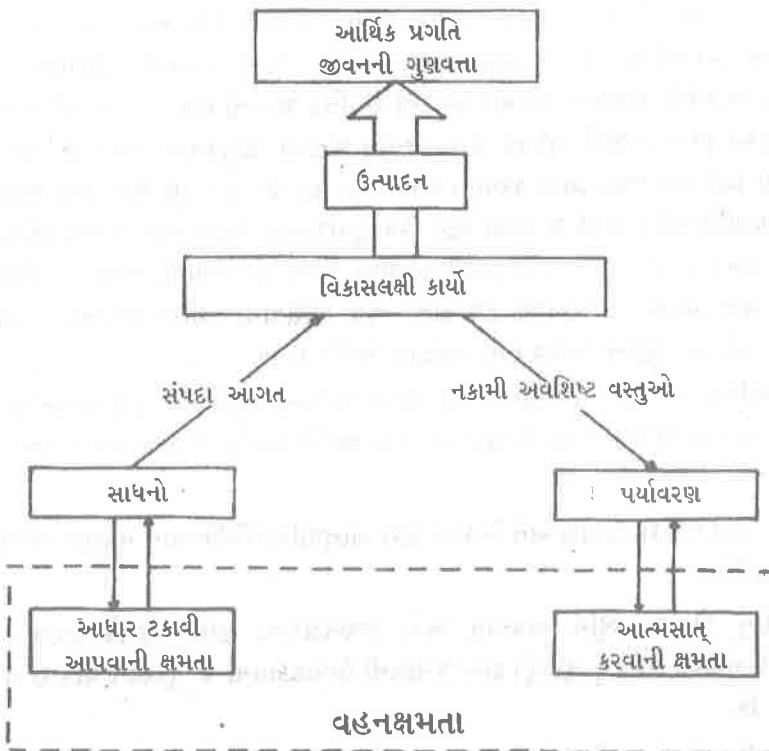 આર્થિક પ્રગતિ
જીવનની ગુણવત્તા
ઉત્પાદન
વિકાસલક્ષી કાર્યો
સંપદા આગત
નકામી અવશિષ્ટ વસ્તુઓ
સાધનો
પર્યાવરણ
આધાર ટકાવી
આપવાની ક્ષમતા
આત્મસાત્
કરવાની ક્ષમતા
વહનક્ષમતા